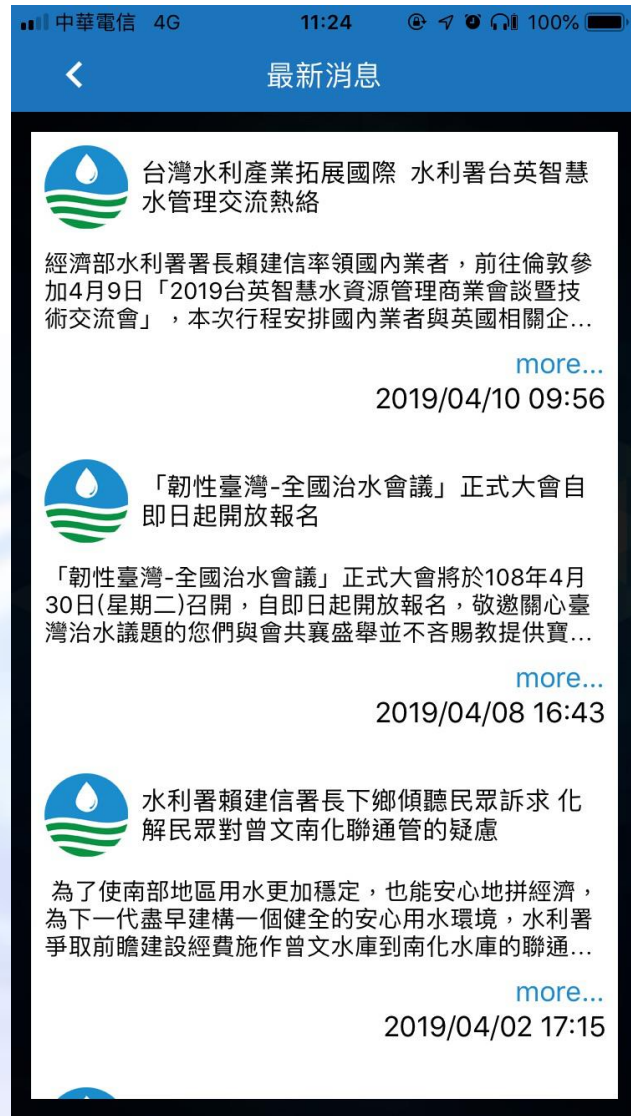 中華電信 4G 11:24 100%
最新消息
台灣水利產業拓展國際 水利署台英智慧
水管理交流熱絡
經濟部水利署署長賴建信率領國內業者，前往倫敦參
加4月9日「2019台英智慧水資源管理商業會談暨技
術交流會」，本次行程安排國內業者與英國相關企...
more...
2019/04/10 09:56
「韌性臺灣-全國治水會議」正式大會自
即日起開放報名
「韌性臺灣-全國治水會議」正式大會將於108年4月
30日(星期二)召開，自即日起開放報名，敬邀關心臺
灣治水議題的您們與會共襄盛舉並不吝賜教提供寶...
more...
2019/04/08 16:43
水利署賴建信署長下鄉傾聽民眾訴求 化
解民眾對曾文南化聯通管的疑慮
為了使南部地區用水更加穩定，也能安心地拼經濟，
為下一代盡早建構一個健全的安心用水環境，水利署
爭取前瞻建設經費施作曾文水庫到南化水庫的聯通...
more...
2019/04/02 17:15